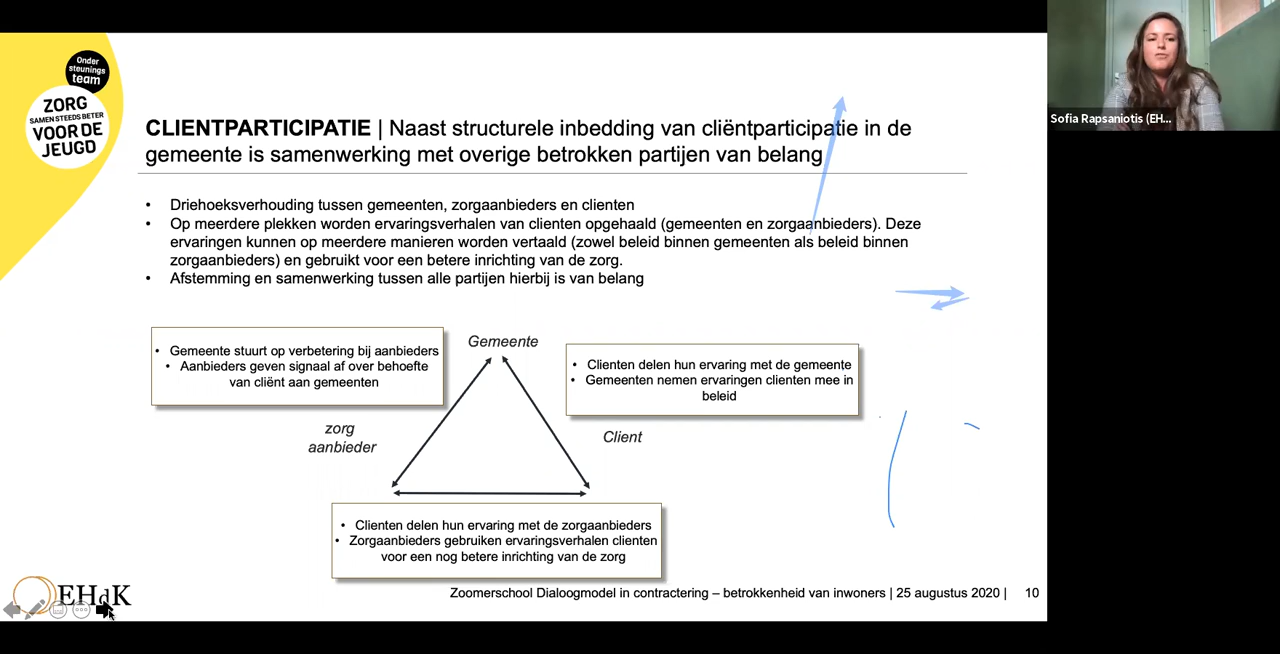 Onder
steunings
team
ZORG
SAMEN STEEDS BETER
VOOR DE
JEUGD
CLIENTPARTICIPATIE | Naast structurele inbedding van cliëntparticipatie in de
gemeente is samenwerking met overige betrokken partijen van belang
• Driehoeksverhouding tussen gemeenten, zorgaanbieders en clienten
• Op meerdere plekken worden ervaringsverhalen van clienten opgehaald (gemeenten en zorgaanbieders). Deze
ervaringen kunnen op meerdere manieren worden vertaald (zowel beleid binnen gemeenten als beleid binnen
zorgaanbieders) en gebruikt voor een betere inrichting van de zorg.
• Afstemming en samenwerking tussen alle partijen hierbij is van belang
• Gemeente stuurt op verbetering bij aanbieders
• Aanbieders geven signaal af over behoefte
van cliënt aan gemeenten
Gemeente
• Clienten delen hun ervaring met de gemeente
• Gemeenten nemen ervaringen clienten mee in
beleid
zorg
aanbieder
Client
• Clienten delen hun ervaring met de zorgaanbieders
• Zorgaanbieders gebruiken ervaringsverhalen clienten
voor een nog betere inrichting van de zorg
EHdK
Zoomerschool Dialoogmodel in contractering – betrokkenheid van inwoners | 25 augustus 2020 | 10
Sofia Rapsaniotis (EH...